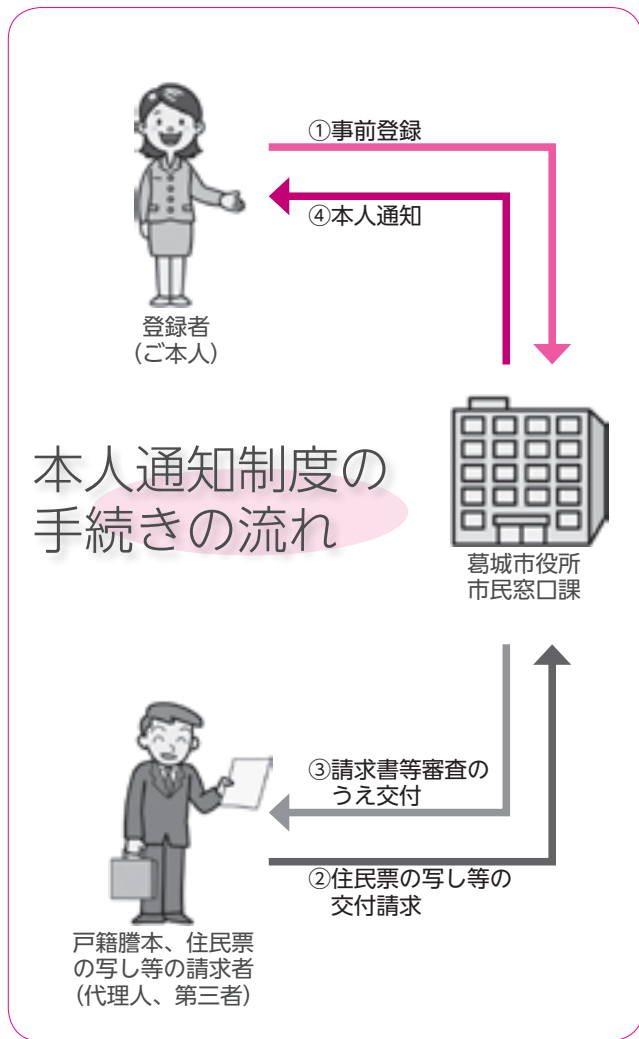 ①事前登録
④本人通知
登録者
(ご本人)
本人通知制度の
手続きの流れ
葛城市役所
市民窓口課
③請求書等審査の
うえ交付
②住民票の写し等の
交付請求
戸籍謄本、住民票
の写し等の請求者
(代理人、第三者)